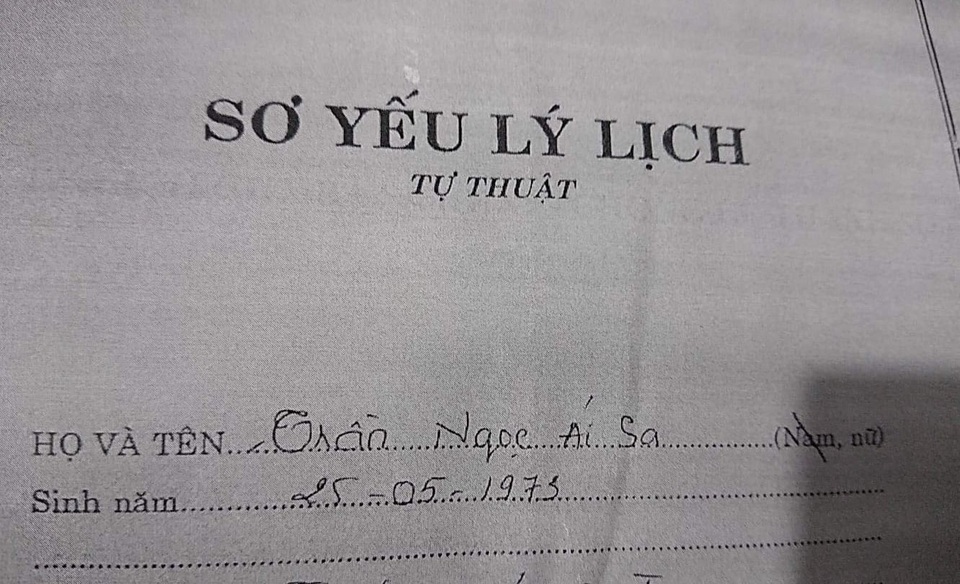 SƠ YẾU LÝ LỊCH
TỰ THUẬT
HỌ VÀ TÊN Trần Ngọc Ái Sa (Nam, nữ)
Sinh năm 25-05-1973